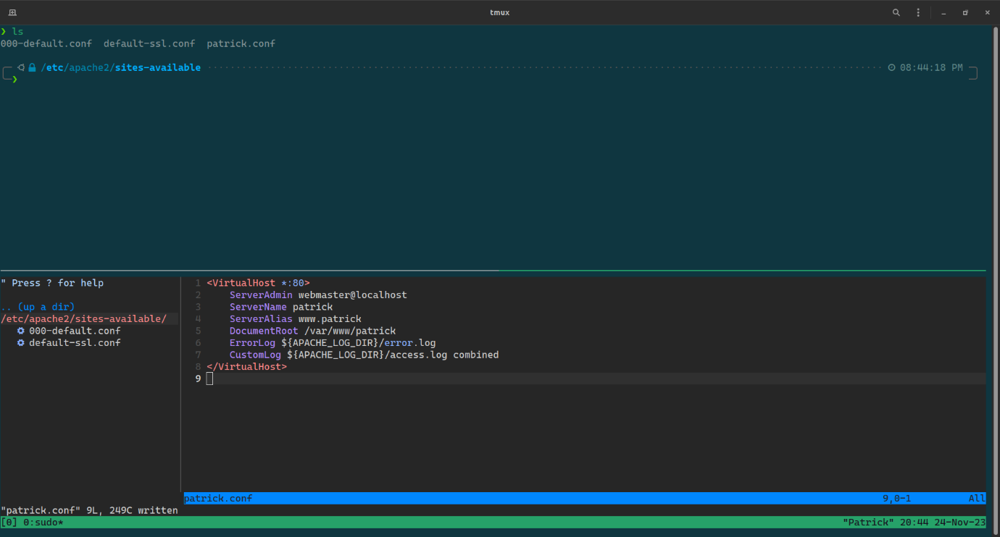 tmux
❯ ls
000-default.conf  default-ssl.conf  patrick.conf
/etc/apache2/sites-available 08:44:18 PM
❯
" Press ? for help
.. (up a dir)
/etc/apache2/sites-available/
000-default.conf
default-ssl.conf
1 <VirtualHost *:80>
2     ServerAdmin webmaster@localhost
3     ServerName patrick
4     ServerAlias www.patrick
5     DocumentRoot /var/www/patrick
6     ErrorLog ${APACHE_LOG_DIR}/error.log
7     CustomLog ${APACHE_LOG_DIR}/access.log combined
8 </VirtualHost>
9
patrick.conf 9,0-1 All
"patrick.conf" 9L, 249C written
[0] 0:sudo* "Patrick" 20:44 24-Nov-23